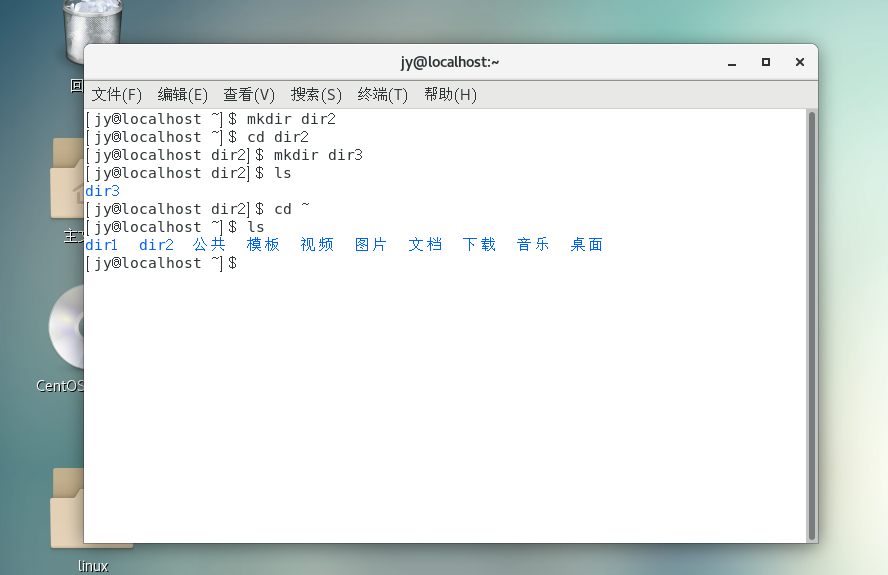 回
jy@localhost:~
文件(F) 编辑(E) 查看(V) 搜索(S) 终端(T) 帮助(H)
[jy@localhost ~]$ mkdir dir2
[jy@localhost ~]$ cd dir2
[jy@localhost dir2]$ mkdir dir3
[jy@localhost dir2]$ ls
dir3
[jy@localhost dir2]$ cd ~
[jy@localhost ~]$ ls
dir1 dir2 公共 模板 视频 图片 文档 下载 音乐 桌面
[jy@localhost ~]$
主
CentOS
linux